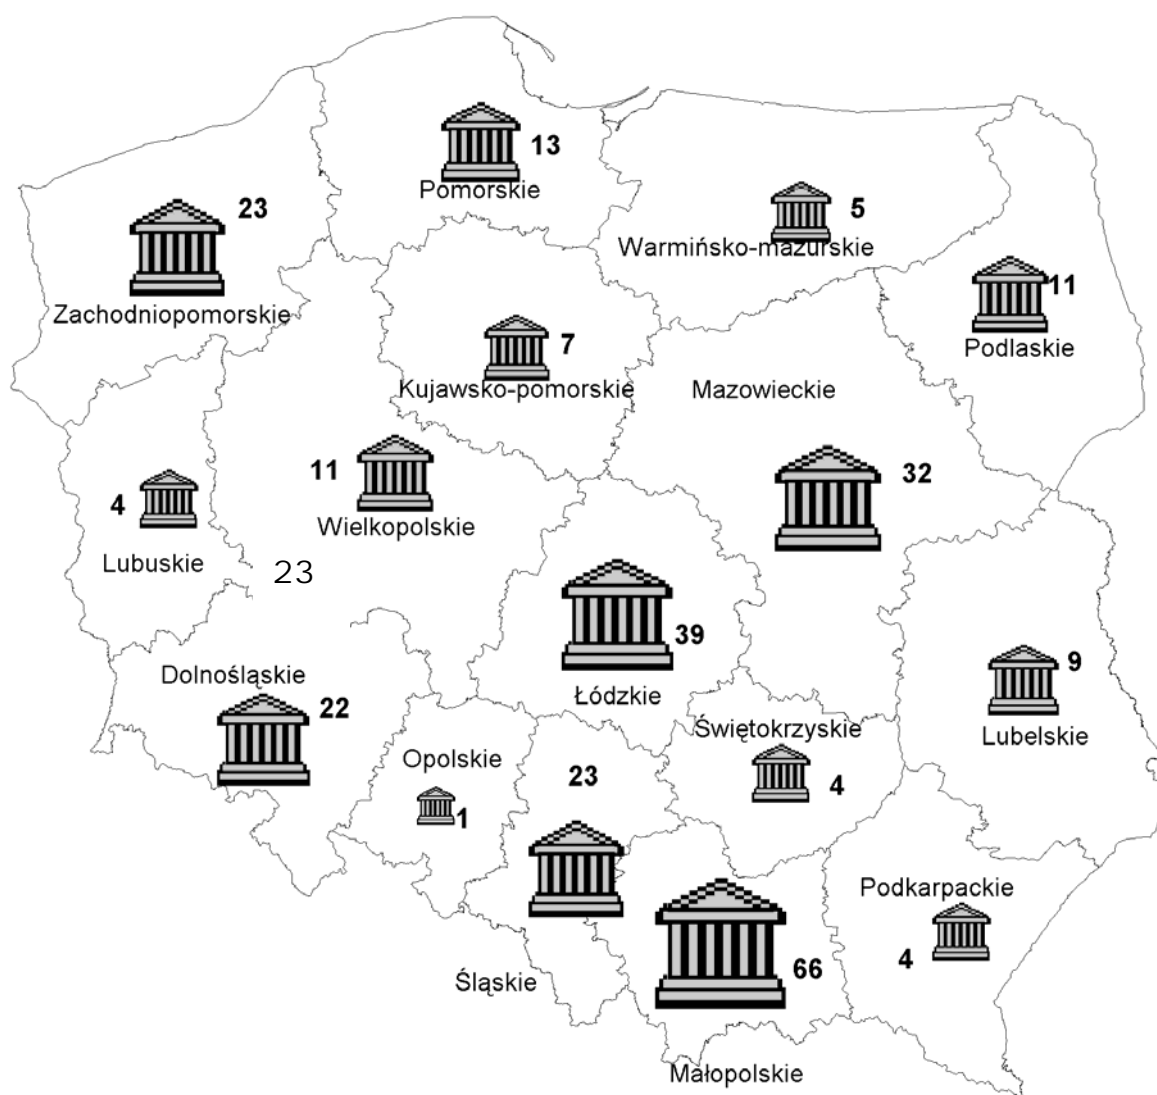 13
Pomorskie
23
5
Warmińsko-mazurskie
11
Zachodniopomorskie
7
Podlaskie
Kujawsko-pomorskie
Mazowieckie
11
32
4
Wielkopolskie
Lubuskie
23
39
9
Dolnośląskie
22
Łódzkie
Świętokrzyskie
Lubelskie
Opolskie
23
4
1
Podkarpackie
4
66
Śląskie
Małopolskie